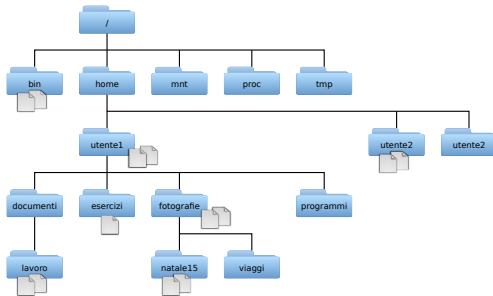 /
bin
home
mnt
proc
tmp
utente1
utente2
utente2
documenti
esercizi
fotografie
programmi
lavoro
natale15
viaggi